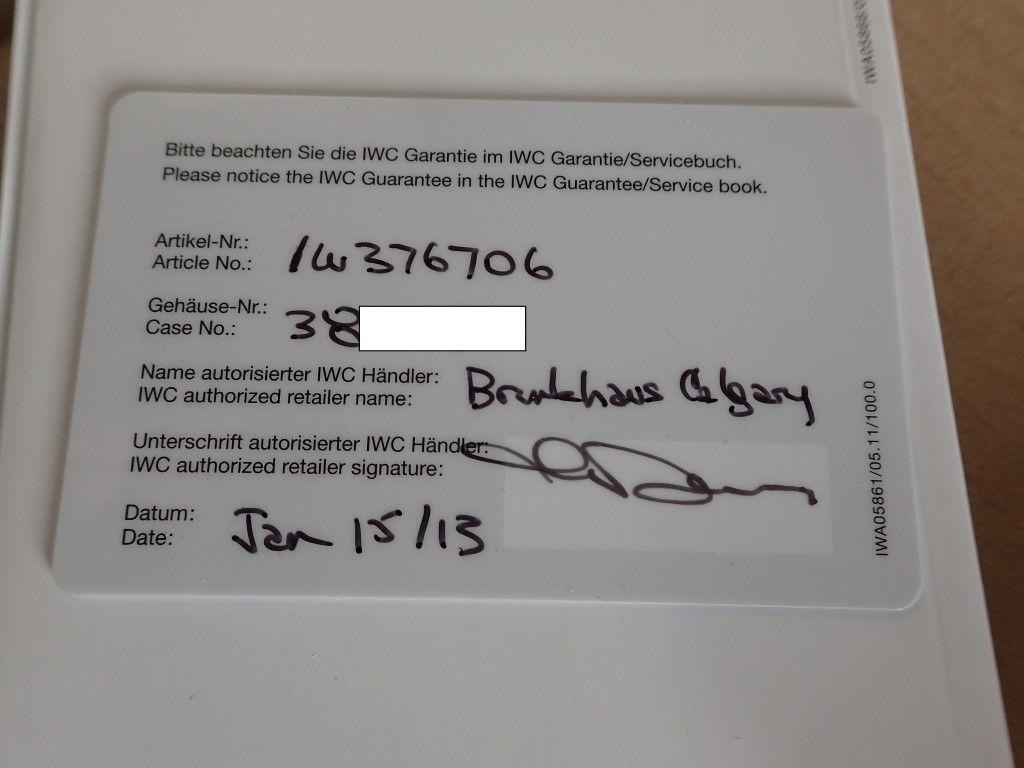 Bitte beachten Sie die IWC Garantie im IWC Garantie/Servicebuch.
Please notice the IWC Guarantee in the IWC Guarantee/Service book.
Artikel-Nr.:
Article No.: IW376706
Gehäuse-Nr.:
Case No.: 38
Name autorisierter IWC Händler:
IWC authorized retailer name: Brinkhaus Calgary
Unterschrift autorisierter IWC Händler:
IWC authorized retailer signature:
Datum:
Date: Jan 15/13
IWA05861/05.11/100.0